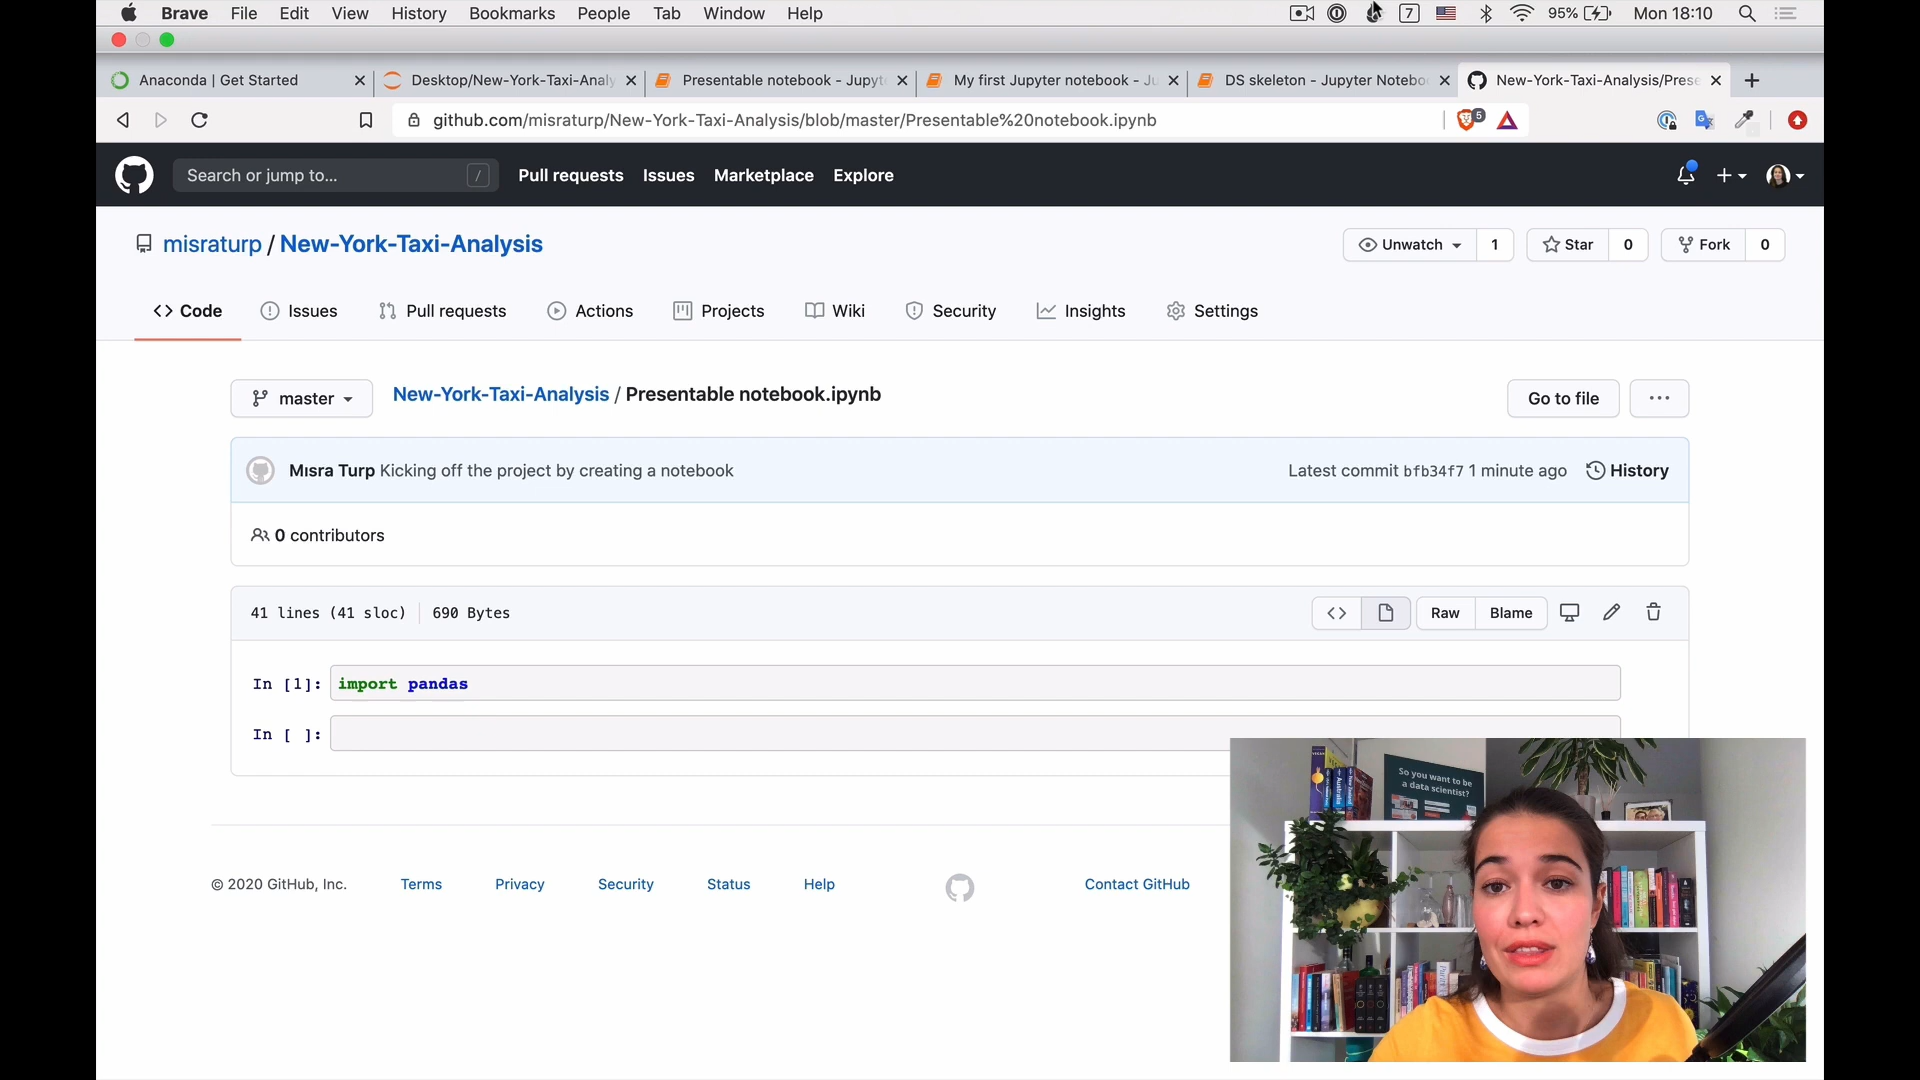 Brave File Edit View History Bookmarks People Tab Window Help 7 95% Mon 18:10
Anaconda | Get Started Desktop/New-York-Taxi-Analy Presentable notebook - Jupyt My first Jupyter notebook - Ju DS skeleton - Jupyter Notebo New-York-Taxi-Analysis/Prese
github.com/misraturp/New-York-Taxi-Analysis/blob/master/Presentable%20notebook.ipynb 5
Search or jump to... / Pull requests Issues Marketplace Explore
misraturp / New-York-Taxi-Analysis Unwatch 1 Star 0 Fork 0
Code Issues Pull requests Actions Projects Wiki Security Insights Settings
master New-York-Taxi-Analysis / Presentable notebook.ipynb Go to file
Mısra Turp Kicking off the project by creating a notebook Latest commit bfb34f7 1 minute ago History
0 contributors
41 lines (41 sloc) 690 Bytes Raw Blame
In [1]: import pandas
In [ ]:
So you want to be
a data scientist?
Australia
© 2020 GitHub, Inc. Terms Privacy Security Status Help Contact GitHub